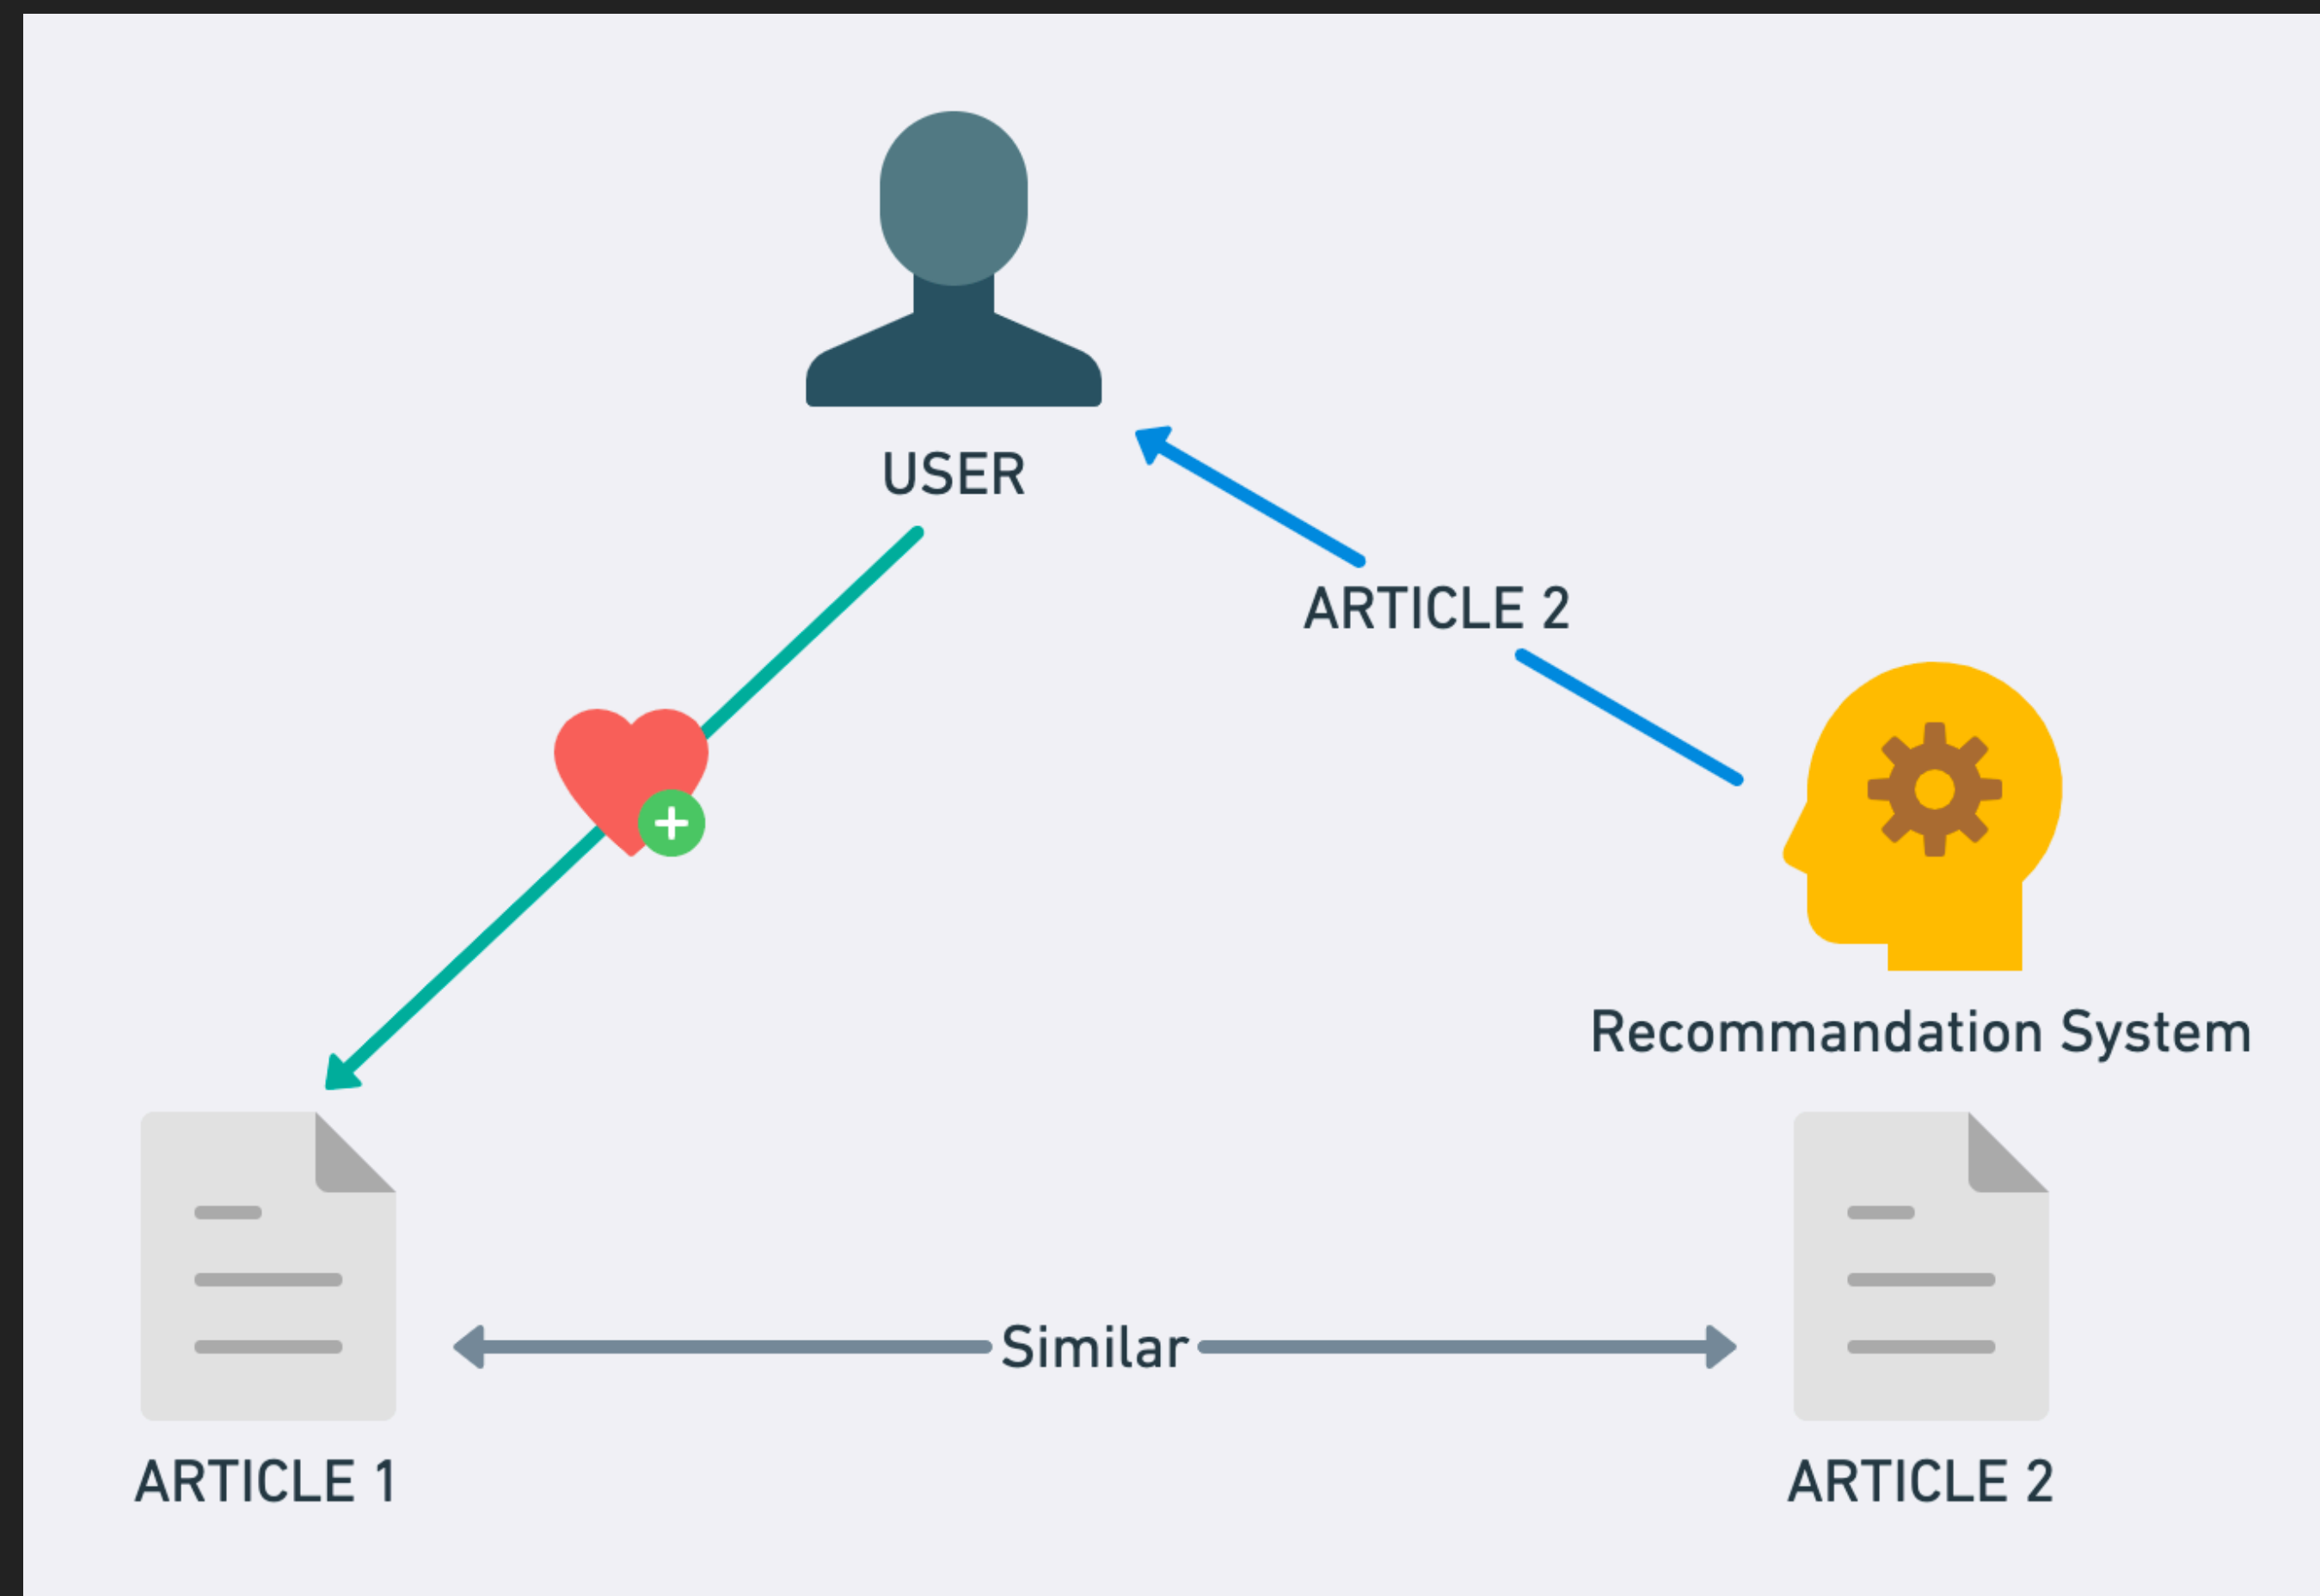 USER
ARTICLE 2
Recommandation System
Similar
ARTICLE 1
ARTICLE 2